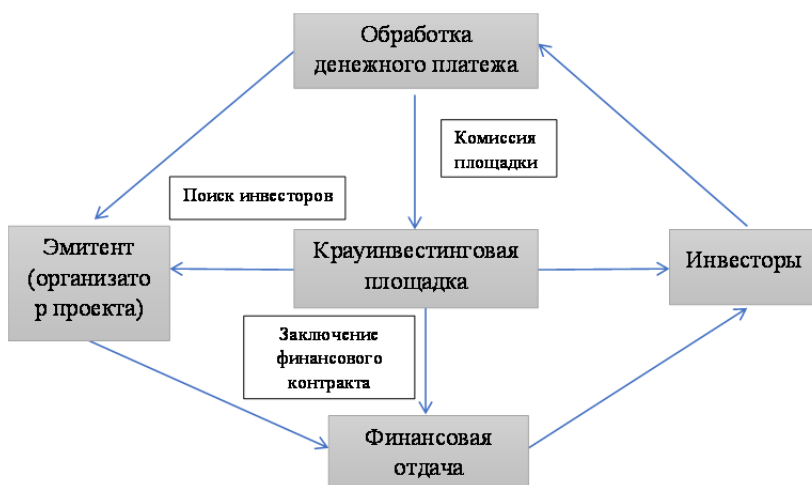 Обработка
денежного платежа
Комиссия
площадки
Поиск инвесторов
Эмитент
(организато
р проекта)
Крауинвестинговая
площадка
Инвесторы
Заключение
финансового
контракта
Финансовая
отдача